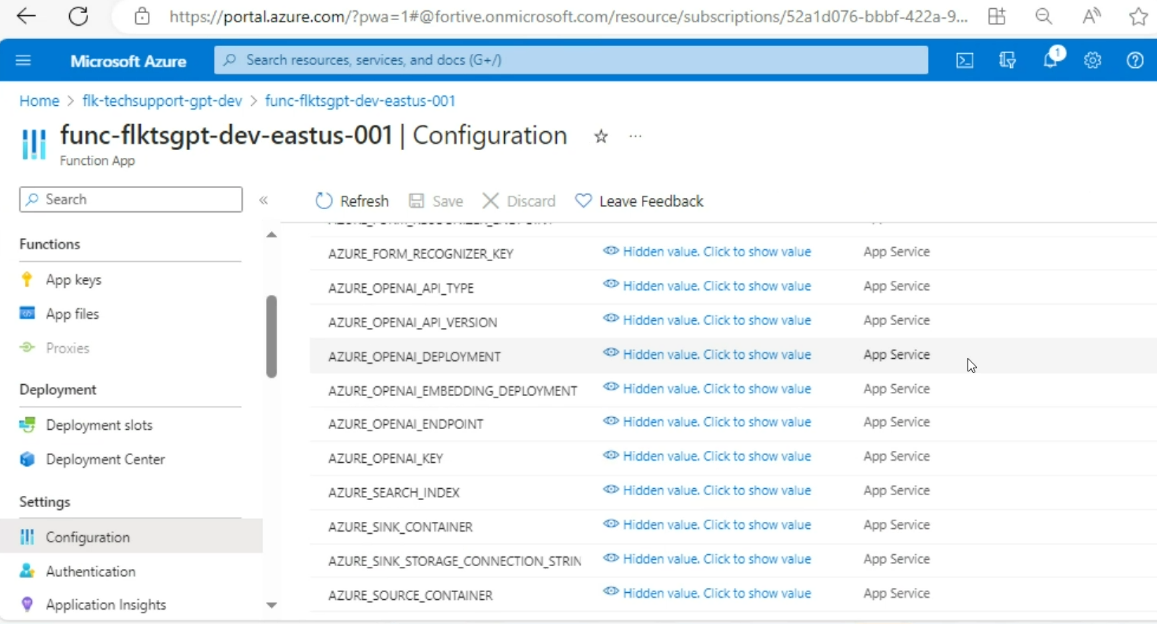 https://portal.azure.com/?pwa=1#@fortive.onmicrosoft.com/resource/subscriptions/52a1d076-bbbf-422a-9...
Microsoft Azure
Search resources, services, and docs (G+/)
1
Home > flk-techsupport-gpt-dev > func-flktsgpt-dev-eastus-001
func-flktsgpt-dev-eastus-001 | Configuration
Function App
Search
Refresh Save Discard Leave Feedback
Functions
App keys
App files
Proxies
Deployment
Deployment slots
Deployment Center
Settings
Configuration
Authentication
Application Insights
AZURE_FORM_RECOGNIZER_KEY Hidden value. Click to show value App Service
AZURE_OPENAI_API_TYPE Hidden value. Click to show value App Service
AZURE_OPENAI_API_VERSION Hidden value. Click to show value App Service
AZURE_OPENAI_DEPLOYMENT Hidden value. Click to show value App Service
AZURE_OPENAI_EMBEDDING_DEPLOYMENT Hidden value. Click to show value App Service
AZURE_OPENAI_ENDPOINT Hidden value. Click to show value App Service
AZURE_OPENAI_KEY Hidden value. Click to show value App Service
AZURE_SEARCH_INDEX Hidden value. Click to show value App Service
AZURE_SINK_CONTAINER Hidden value. Click to show value App Service
AZURE_SINK_STORAGE_CONNECTION_STRIN Hidden value. Click to show value App Service
AZURE_SOURCE_CONTAINER Hidden value. Click to show value App Service